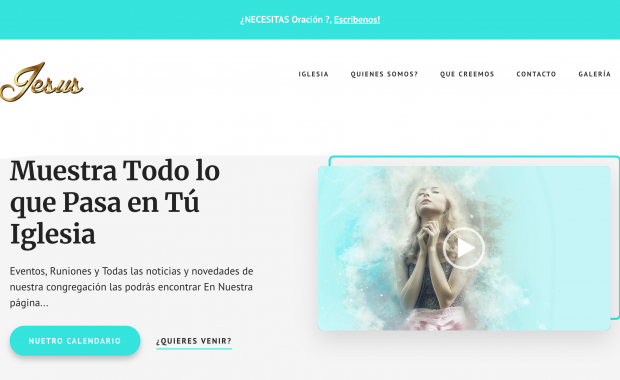 ¿NECESITAS Oración ?, Escribenos!
Jesus
IGLESIA QUIENES SOMOS? QUE CREEMOS CONTACTO GALERÍA
Muestra Todo lo
que Pasa en Tú
Iglesia
Eventos, Runiones y Todas las noticias y novedades de
nuestra congregación las podrás encontrar En Nuestra
página...
NUETRO CALENDARIO
¿QUIERES VENIR?